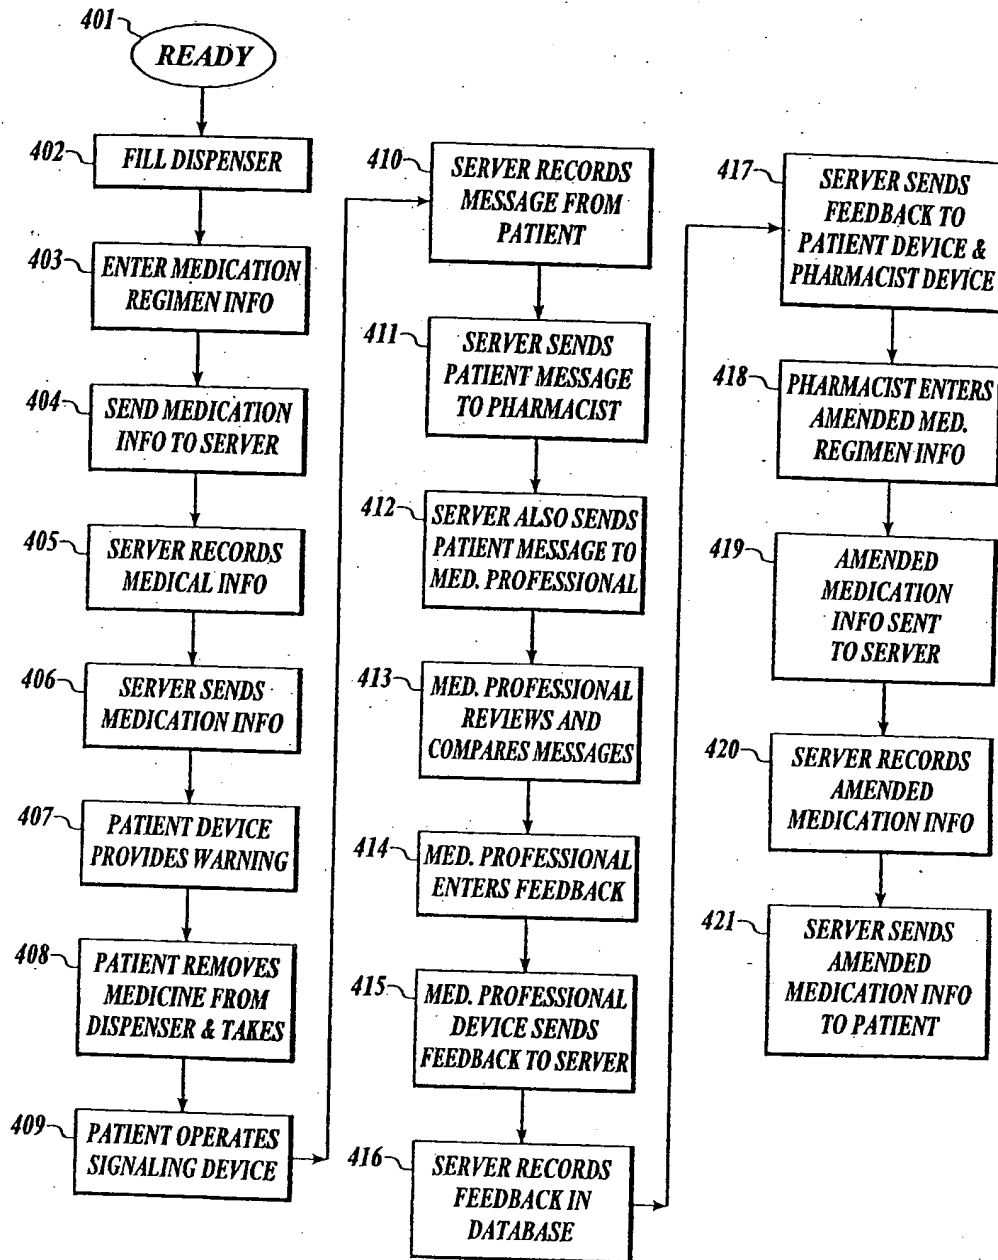 401
READY
402
FILL DISPENSER
403
ENTER MEDICATION
REGIMEN INFO
404
SEND MEDICATION
INFO TO SERVER
405
SERVER RECORDS
MEDICAL INFO
406
SERVER SENDS
MEDICATION INFO
407
PATIENT DEVICE
PROVIDES WARNING
408
PATIENT REMOVES
MEDICINE FROM
DISPENSER & TAKES
409
PATIENT OPERATES
SIGNALING DEVICE
410
SERVER RECORDS
MESSAGE FROM
PATIENT
411
SERVER SENDS
PATIENT MESSAGE
TO PHARMACIST
412
SERVER ALSO SENDS
PATIENT MESSAGE TO
MED. PROFESSIONAL
413
MED. PROFESSIONAL
REVIEWS AND
COMPARES MESSAGES
414
MED. PROFESSIONAL
ENTERS FEEDBACK
415
MED. PROFESSIONAL
DEVICE SENDS
FEEDBACK TO SERVER
416
SERVER RECORDS
FEEDBACK IN
DATABASE
417
SERVER SENDS
FEEDBACK TO
PATIENT DEVICE &
PHARMACIST DEVICE
418
PHARMACIST ENTERS
AMENDED MED.
REGIMEN INFO
419
AMENDED
MEDICATION
INFO SENT
TO SERVER
420
SERVER RECORDS
AMENDED
MEDICATION INFO
421
SERVER SENDS
AMENDED
MEDICATION INFO
TO PATIENT